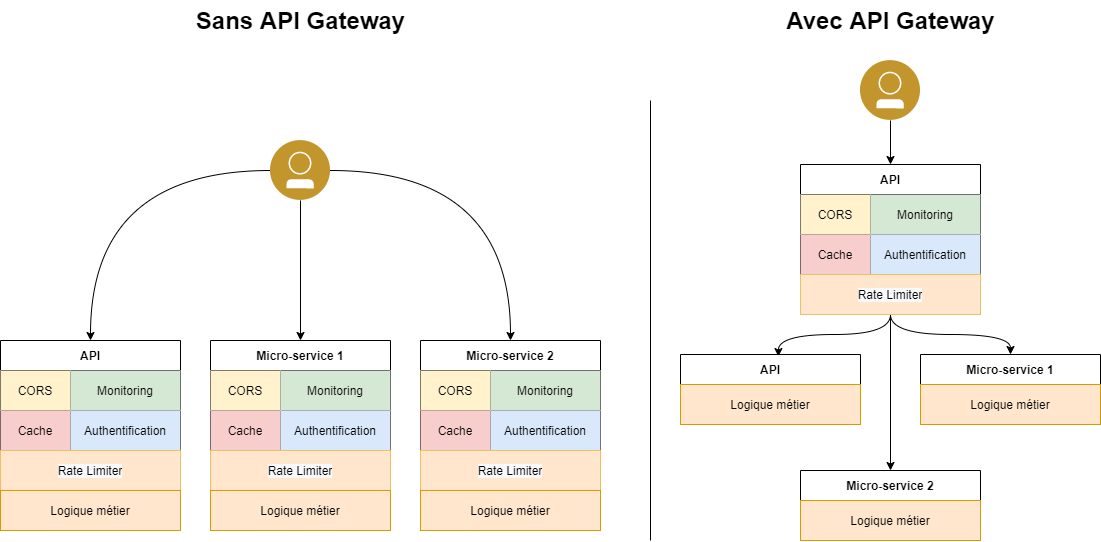 Sans API Gateway
Avec API Gateway
API
CORS
Monitoring
Cache
Authentification
Rate Limiter
Logique métier
Micro-service 1
CORS
Monitoring
Cache
Authentification
Rate Limiter
Logique métier
Micro-service 2
CORS
Monitoring
Cache
Authentification
Rate Limiter
Logique métier
API
CORS
Monitoring
Cache
Authentification
Rate Limiter
API
Logique métier
Micro-service 1
Logique métier
Micro-service 2
Logique métier